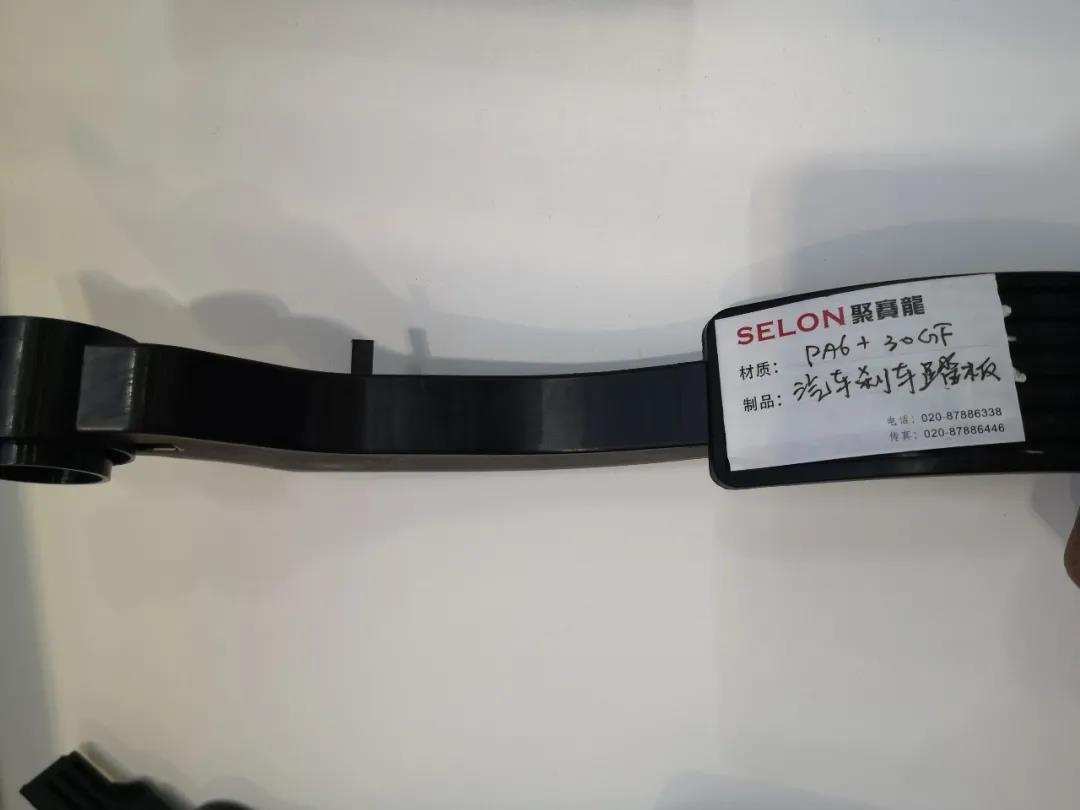 SELON 聚寳龍
材质: PA6+30GF
制品: 汽车刹车踏板
电话: 020-87886338
传真: 020-87886446